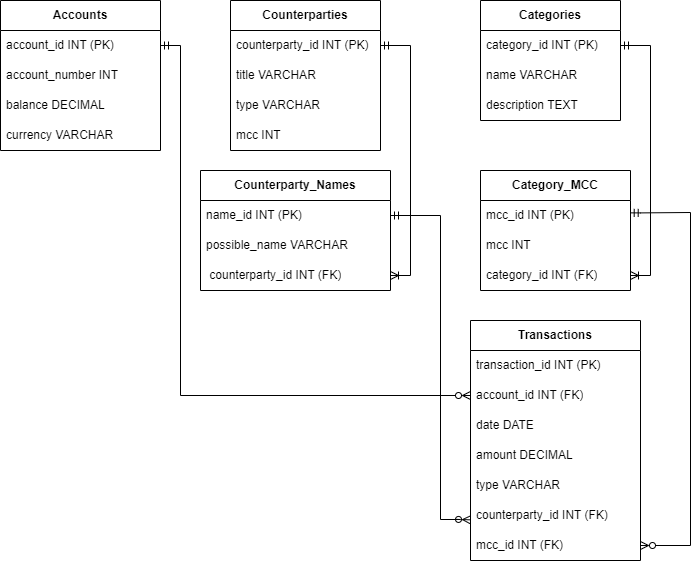 Accounts
account_id INT (PK)
account_number INT
balance DECIMAL
currency VARCHAR
Counterparties
counterparty_id INT (PK)
title VARCHAR
type VARCHAR
mcc INT
Categories
category_id INT (PK)
name VARCHAR
description TEXT
Counterparty_Names
name_id INT (PK)
possible_name VARCHAR
counterparty_id INT (FK)
Category_MCC
mcc_id INT (PK)
mcc INT
category_id INT (FK)
Transactions
transaction_id INT (PK)
account_id INT (FK)
date DATE
amount DECIMAL
type VARCHAR
counterparty_id INT (FK)
mcc_id INT (FK)